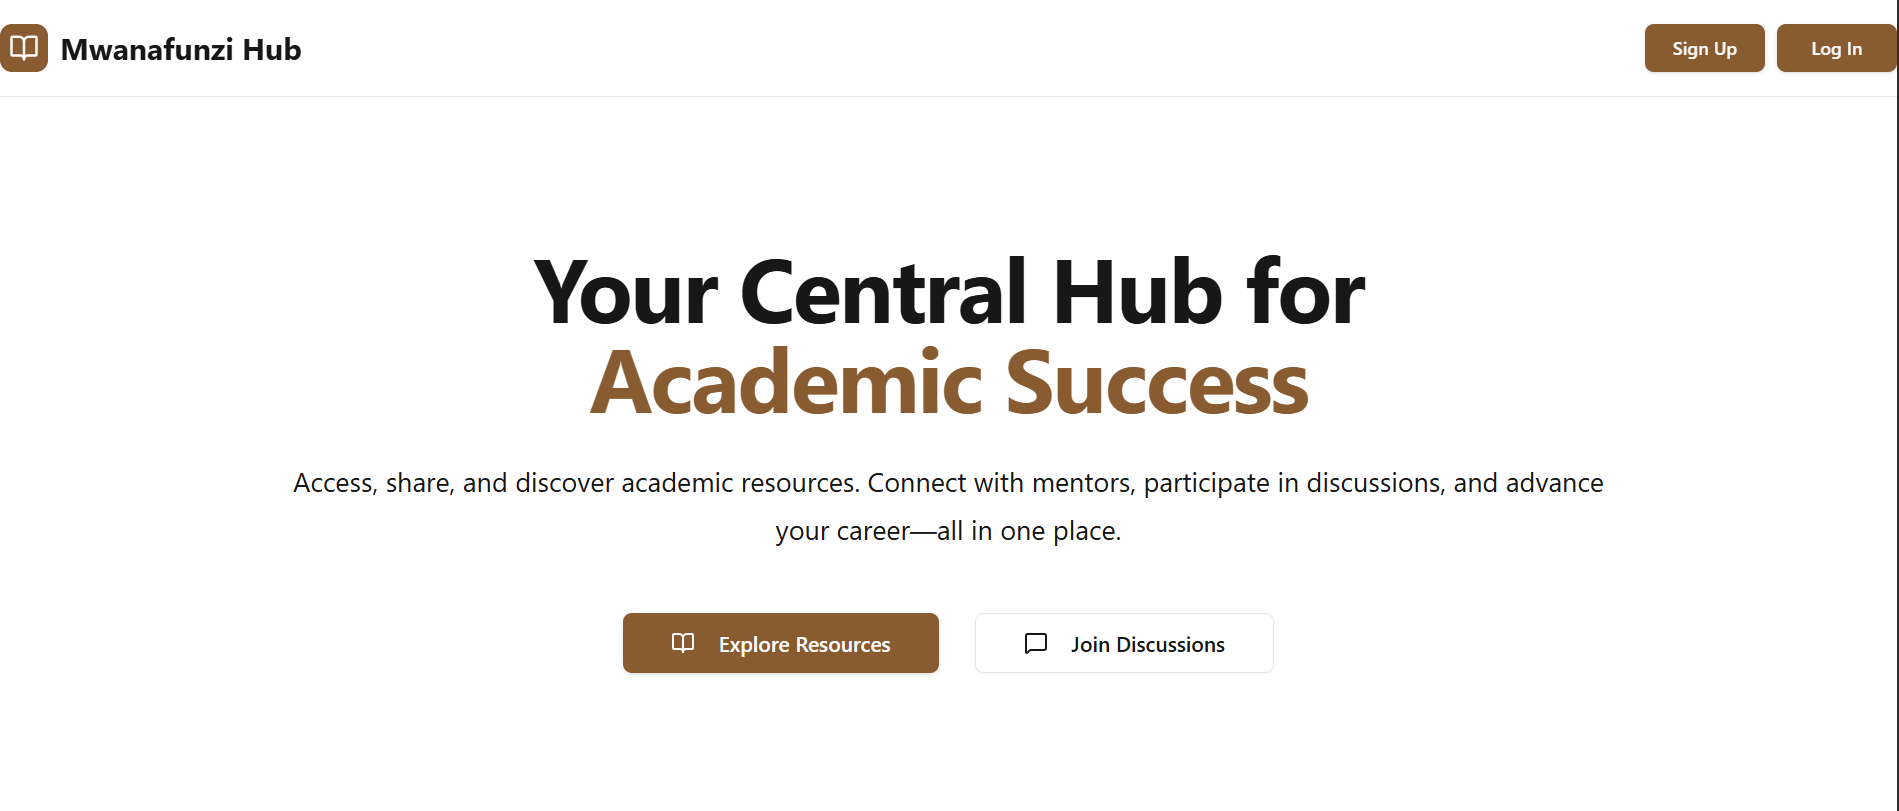 Mwanafunzi Hub
Sign Up
Log In
Your Central Hub for
Academic Success
Access, share, and discover academic resources. Connect with mentors, participate in discussions, and advance
your career—all in one place.
Explore Resources
Join Discussions